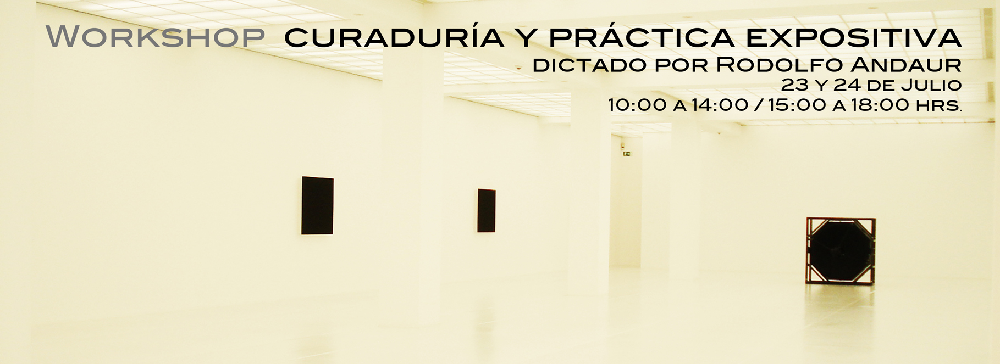 Workshop CURADURÍA Y PRÁCTICA EXPOSITIVA
DICTADO POR RODOLFO ANDAUR
23 Y 24 DE JULIO
10:00 A 14:00 / 15:00 A 18:00 HRS.